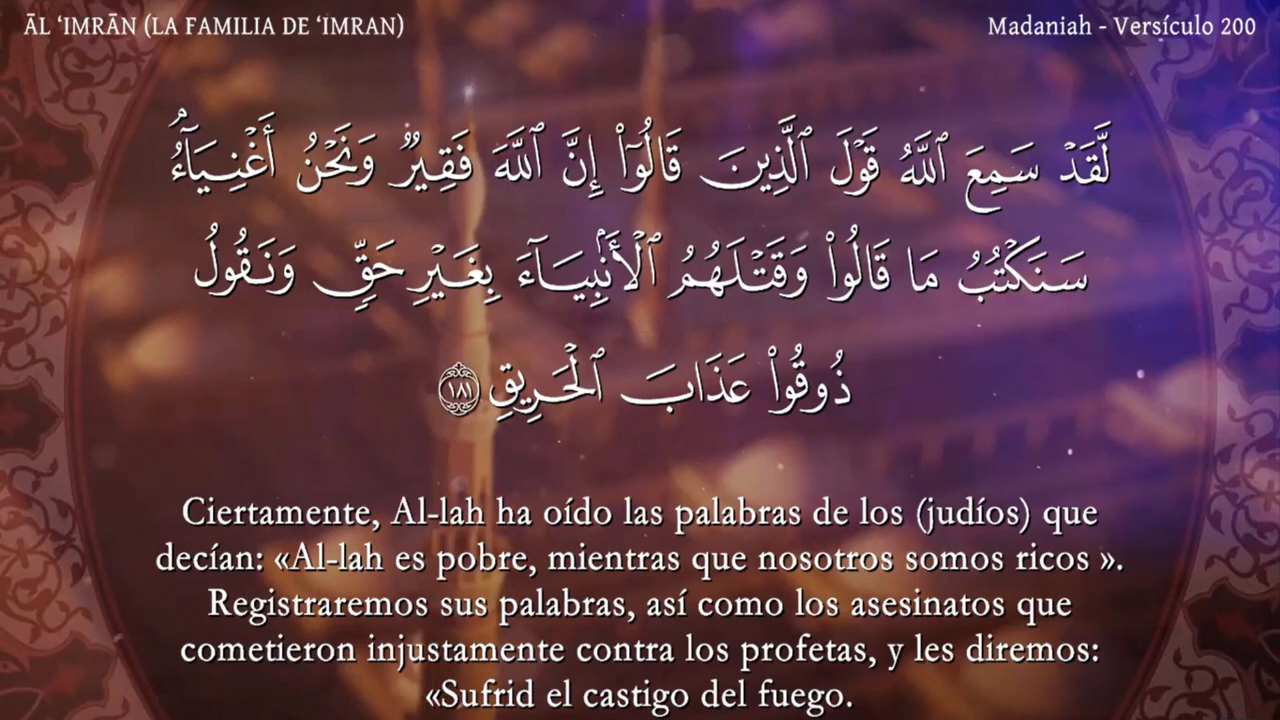 ĀL ‘IMRĀN (LA FAMILIA DE ‘IMRAN)
Madaniah - Versículo 200
لَّقَدْ سَمِعَ ٱللَّهُ قَوْلَ ٱلَّذِينَ قَالُوٓا۟ إِنَّ ٱللَّهَ فَقِيرٌ وَنَحْنُ أَغْنِيَآءُ ۘ
سَنَكْتُبُ مَا قَالُوا۟ وَقَتْلَهُمُ ٱلْأَنۢبِيَآءَ بِغَيْرِ حَقٍّ وَنَقُولُ
ذُوقُوا۟ عَذَابَ ٱلْحَرِيقِ ١٨١
Ciertamente, Al-lah ha oído las palabras de los (judíos) que
decían: «Al-lah es pobre, mientras que nosotros somos ricos ».
Registraremos sus palabras, así como los asesinatos que
cometieron injustamente contra los profetas, y les diremos:
«Sufrid el castigo del fuego.